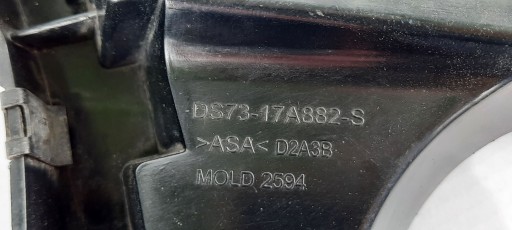 DS73-17A882-S
>ASA< D2A3B
MOLD 2594